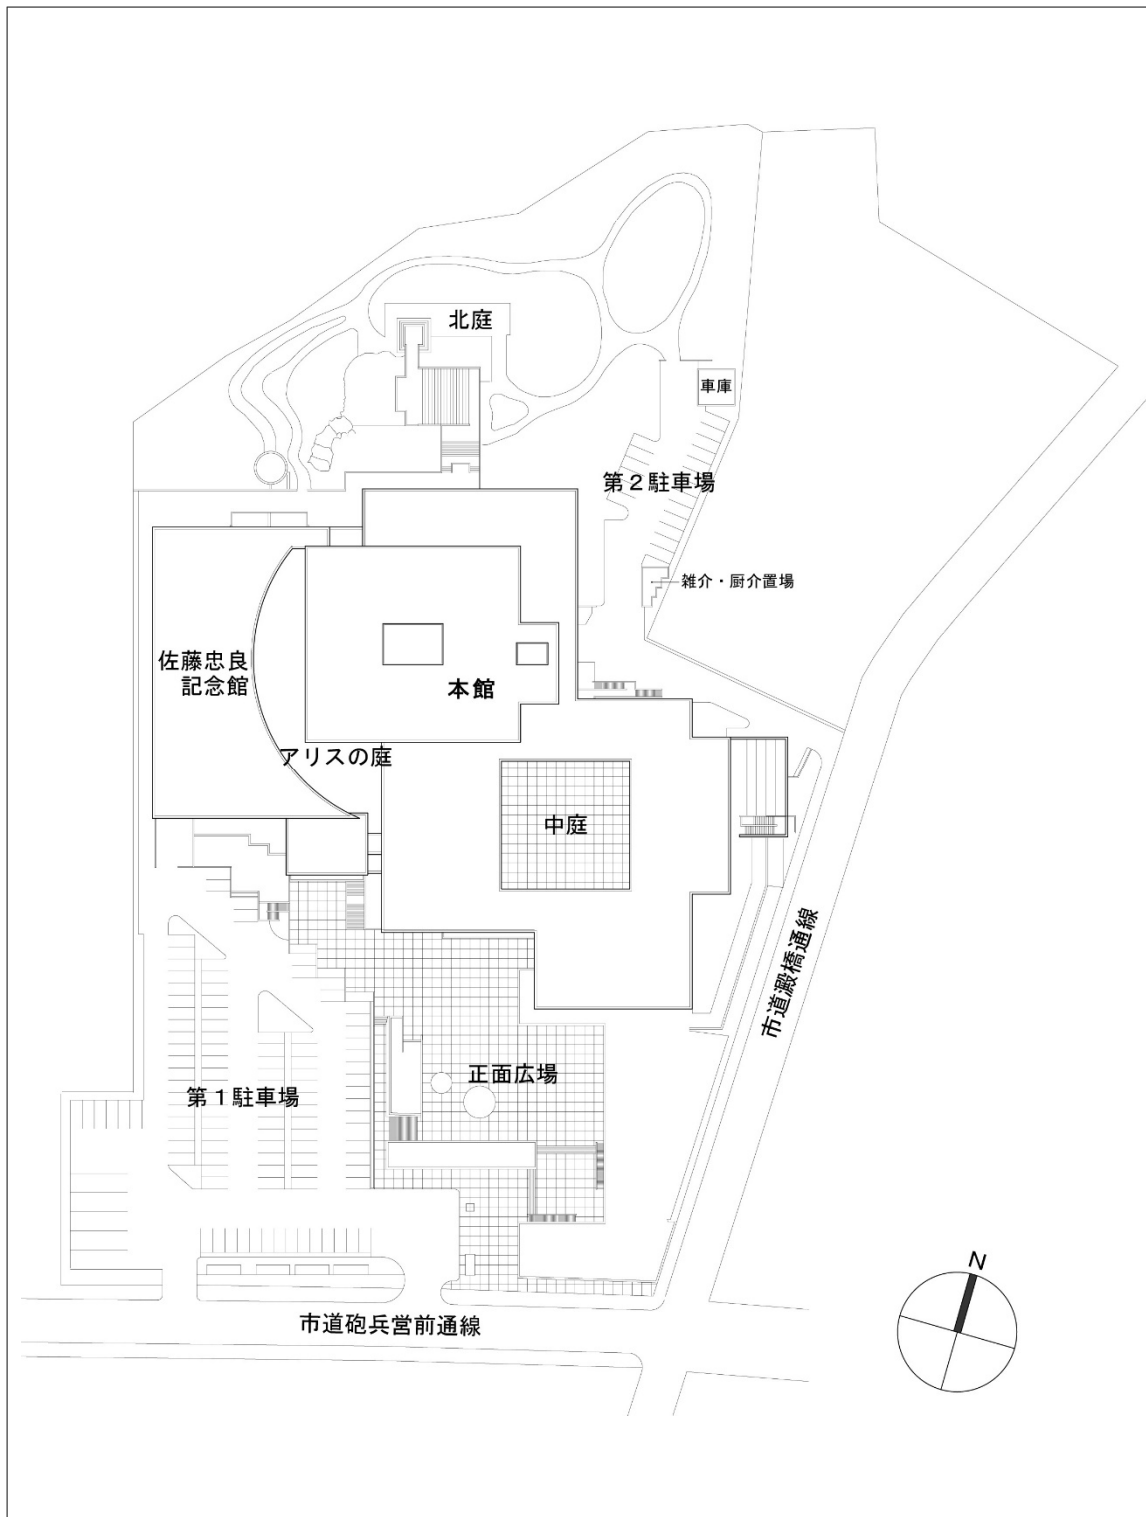 北庭
車庫
第２駐車場
雑介・厨介置場
佐藤忠良
記念館
本館
アリスの庭
中庭
市道澱橋通線
正面広場
第１駐車場
N
市道砲兵営前通線